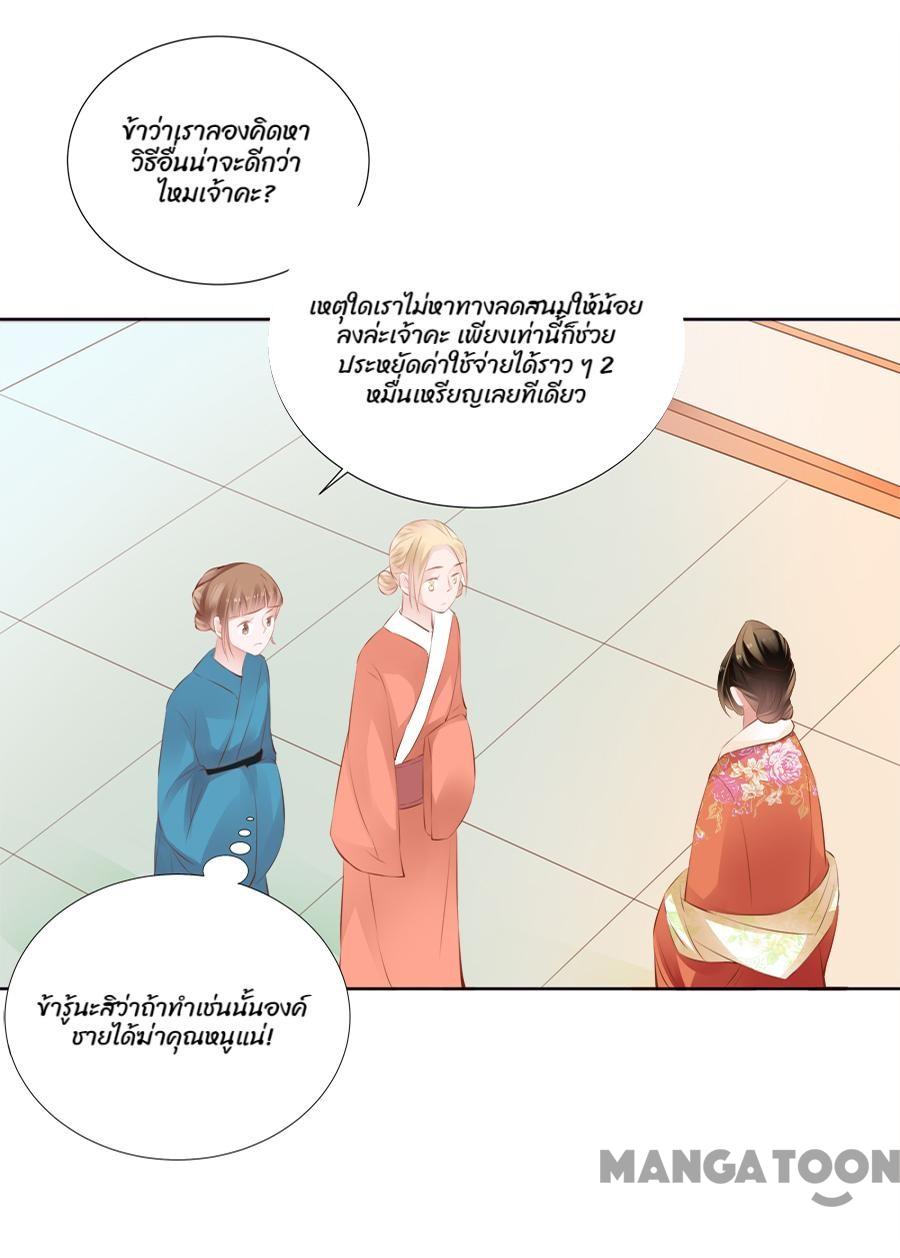 ข้าว่าเราลองคิดหา
วิธีอื่นน่าจะดีกว่า
ไหมเจ้าคะ?
เหตุใดเราไม่หาทางลดสนมให้น้อย
ลงล่ะเจ้าคะ เพียงเท่านี้ก็ช่วย
ประหยัดค่าใช้จ่ายได้ราว ๆ 2
หมื่นเหรียญเลยทีเดียว
ข้ารู้นะสิว่าถ้าทำเช่นนั้นองค์
ชายได้ฆ่าคุณหนูแน่!
MANGATOON